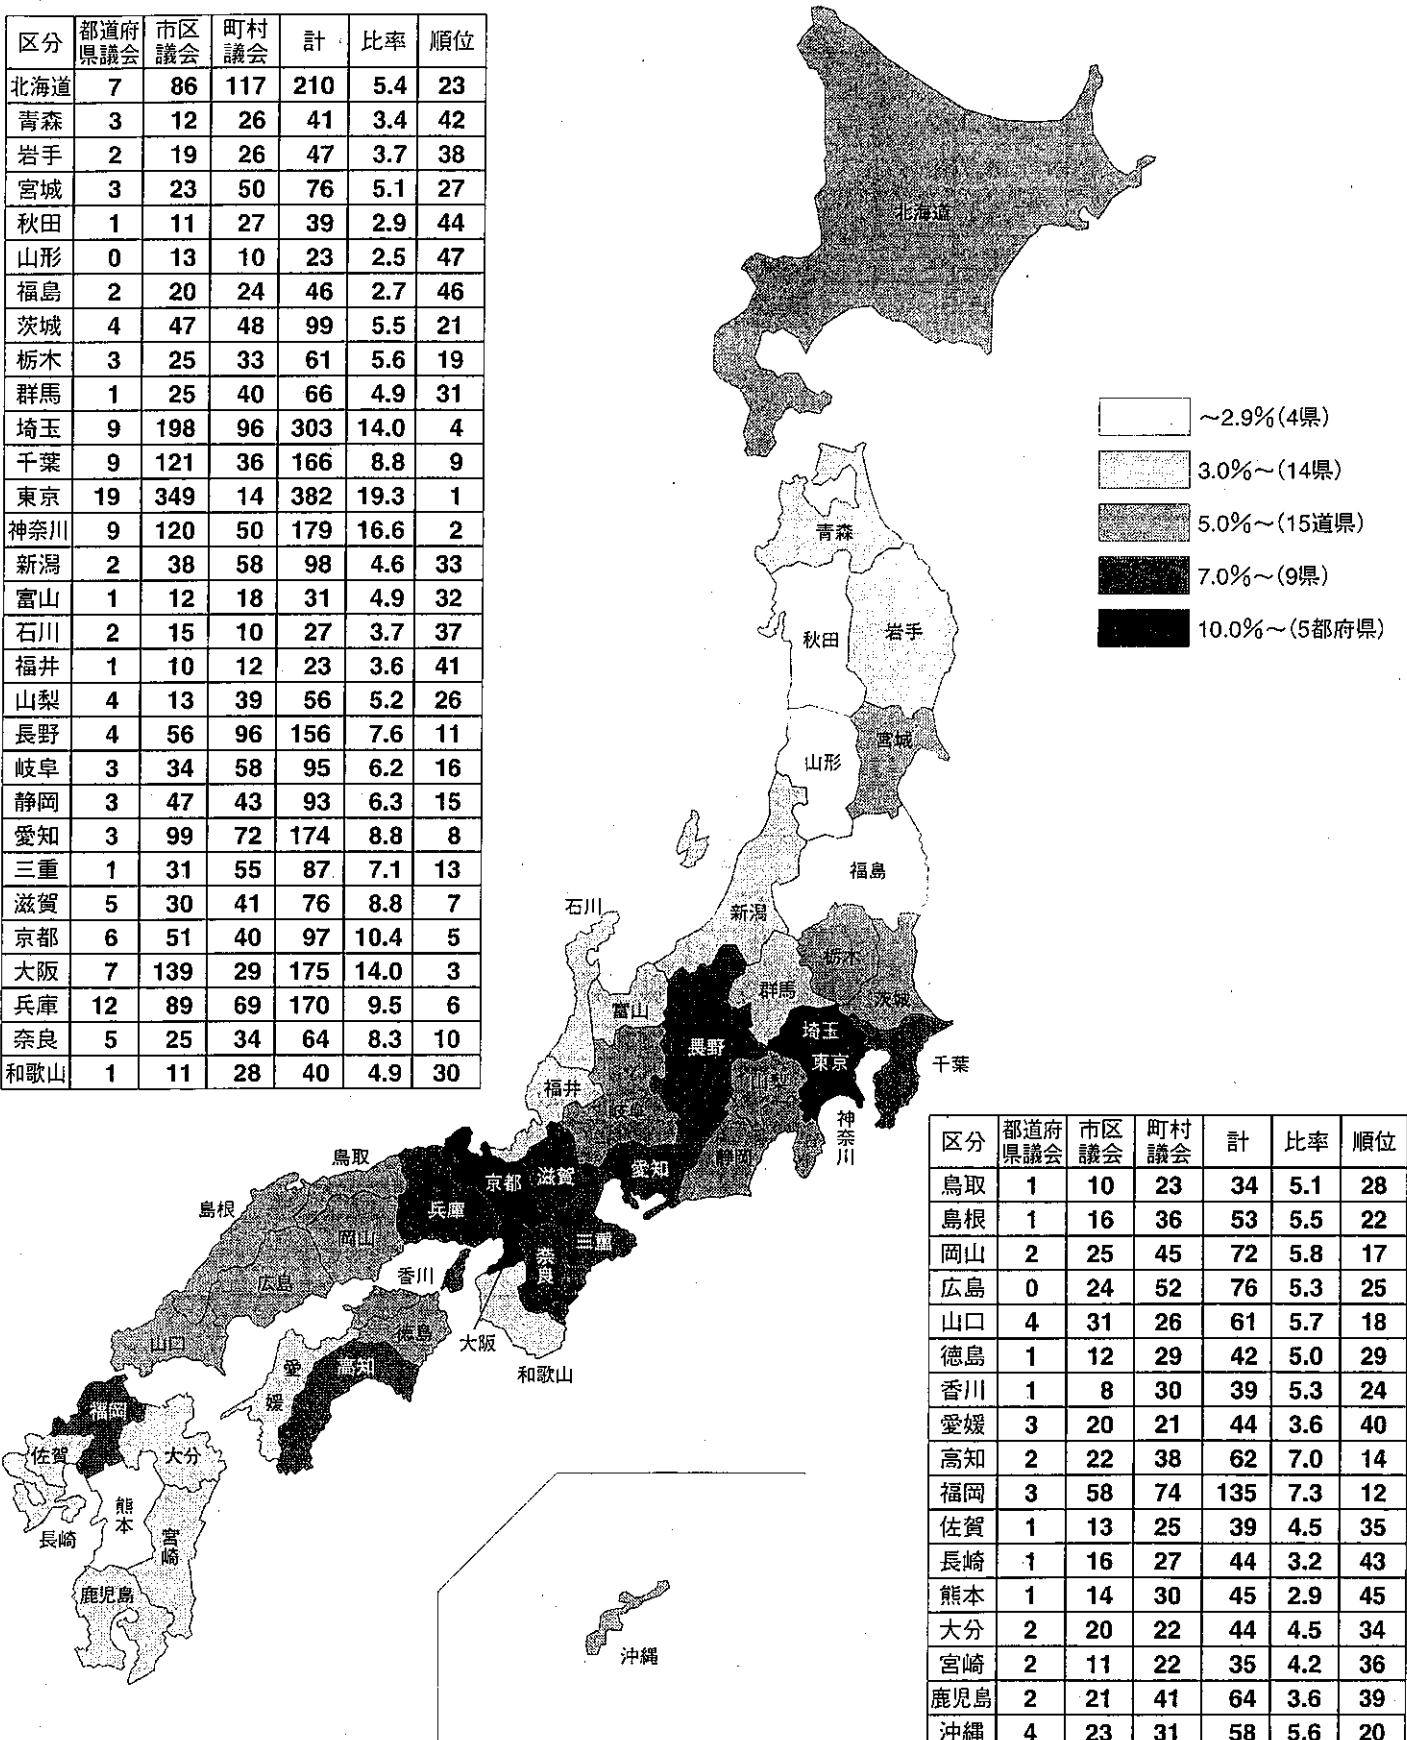 区分 都道府県議会 市区議会 町村議会 計 比率 順位
北海道 7 86 117 210 5.4 23
青森 3 12 26 41 3.4 42
岩手 2 19 26 47 3.7 38
宮城 3 23 50 76 5.1 27
秋田 1 11 27 39 2.9 44
山形 0 13 10 23 2.5 47
福島 2 20 24 46 2.7 46
茨城 4 47 48 99 5.5 21
栃木 3 25 33 61 5.6 19
群馬 1 25 40 66 4.9 31
埼玉 9 198 96 303 14.0 4
千葉 9 121 36 166 8.8 9
東京 19 349 14 382 19.3 1
神奈川 9 120 50 179 16.6 2
新潟 2 38 58 98 4.6 33
富山 1 12 18 31 4.9 32
石川 2 15 10 27 3.7 37
福井 1 10 12 23 3.6 41
山梨 4 13 39 56 5.2 26
長野 4 56 96 156 7.6 11
岐阜 3 34 58 95 6.2 16
静岡 3 47 43 93 6.3 15
愛知 3 99 72 174 8.8 8
三重 1 31 55 87 7.1 13
滋賀 5 30 41 76 8.8 7
京都 6 51 40 97 10.4 5
大阪 7 139 29 175 14.0 3
兵庫 12 89 69 170 9.5 6
奈良 5 25 34 64 8.3 10
和歌山 1 11 28 40 4.9 30
北海道
～2.9％(4県)
3.0％～(14県)
5.0％～(15道県)
7.0％～(9県)
10.0％～(5都府県)
青森
秋田
岩手
宮城
山形
福島
石川
新潟
栃木
群馬
茨城
富山
埼玉
長野
東京
千葉
山梨
福井
岐阜
神奈川
静岡
鳥取
愛知
京都
滋賀
島根
兵庫
岡山
三重
奈良
香川
広島
徳島
大阪
山口
愛媛
高知
和歌山
福岡
佐賀
大分
熊本
長崎
宮崎
鹿児島
沖縄
区分 都道府県議会 市区議会 町村議会 計 比率 順位
鳥取 1 10 23 34 5.1 28
島根 1 16 36 53 5.5 22
岡山 2 25 45 72 5.8 17
広島 0 24 52 76 5.3 25
山口 4 31 26 61 5.7 18
徳島 1 12 29 42 5.0 29
香川 1 8 30 39 5.3 24
愛媛 3 20 21 44 3.6 40
高知 2 22 38 62 7.0 14
福岡 3 58 74 135 7.3 12
佐賀 1 13 25 39 4.5 35
長崎 1 16 27 44 3.2 43
熊本 1 14 30 45 2.9 45
大分 2 20 22 44 4.5 34
宮崎 2 11 22 35 4.2 36
鹿児島 2 21 41 64 3.6 39
沖縄 4 23 31 58 5.6 20